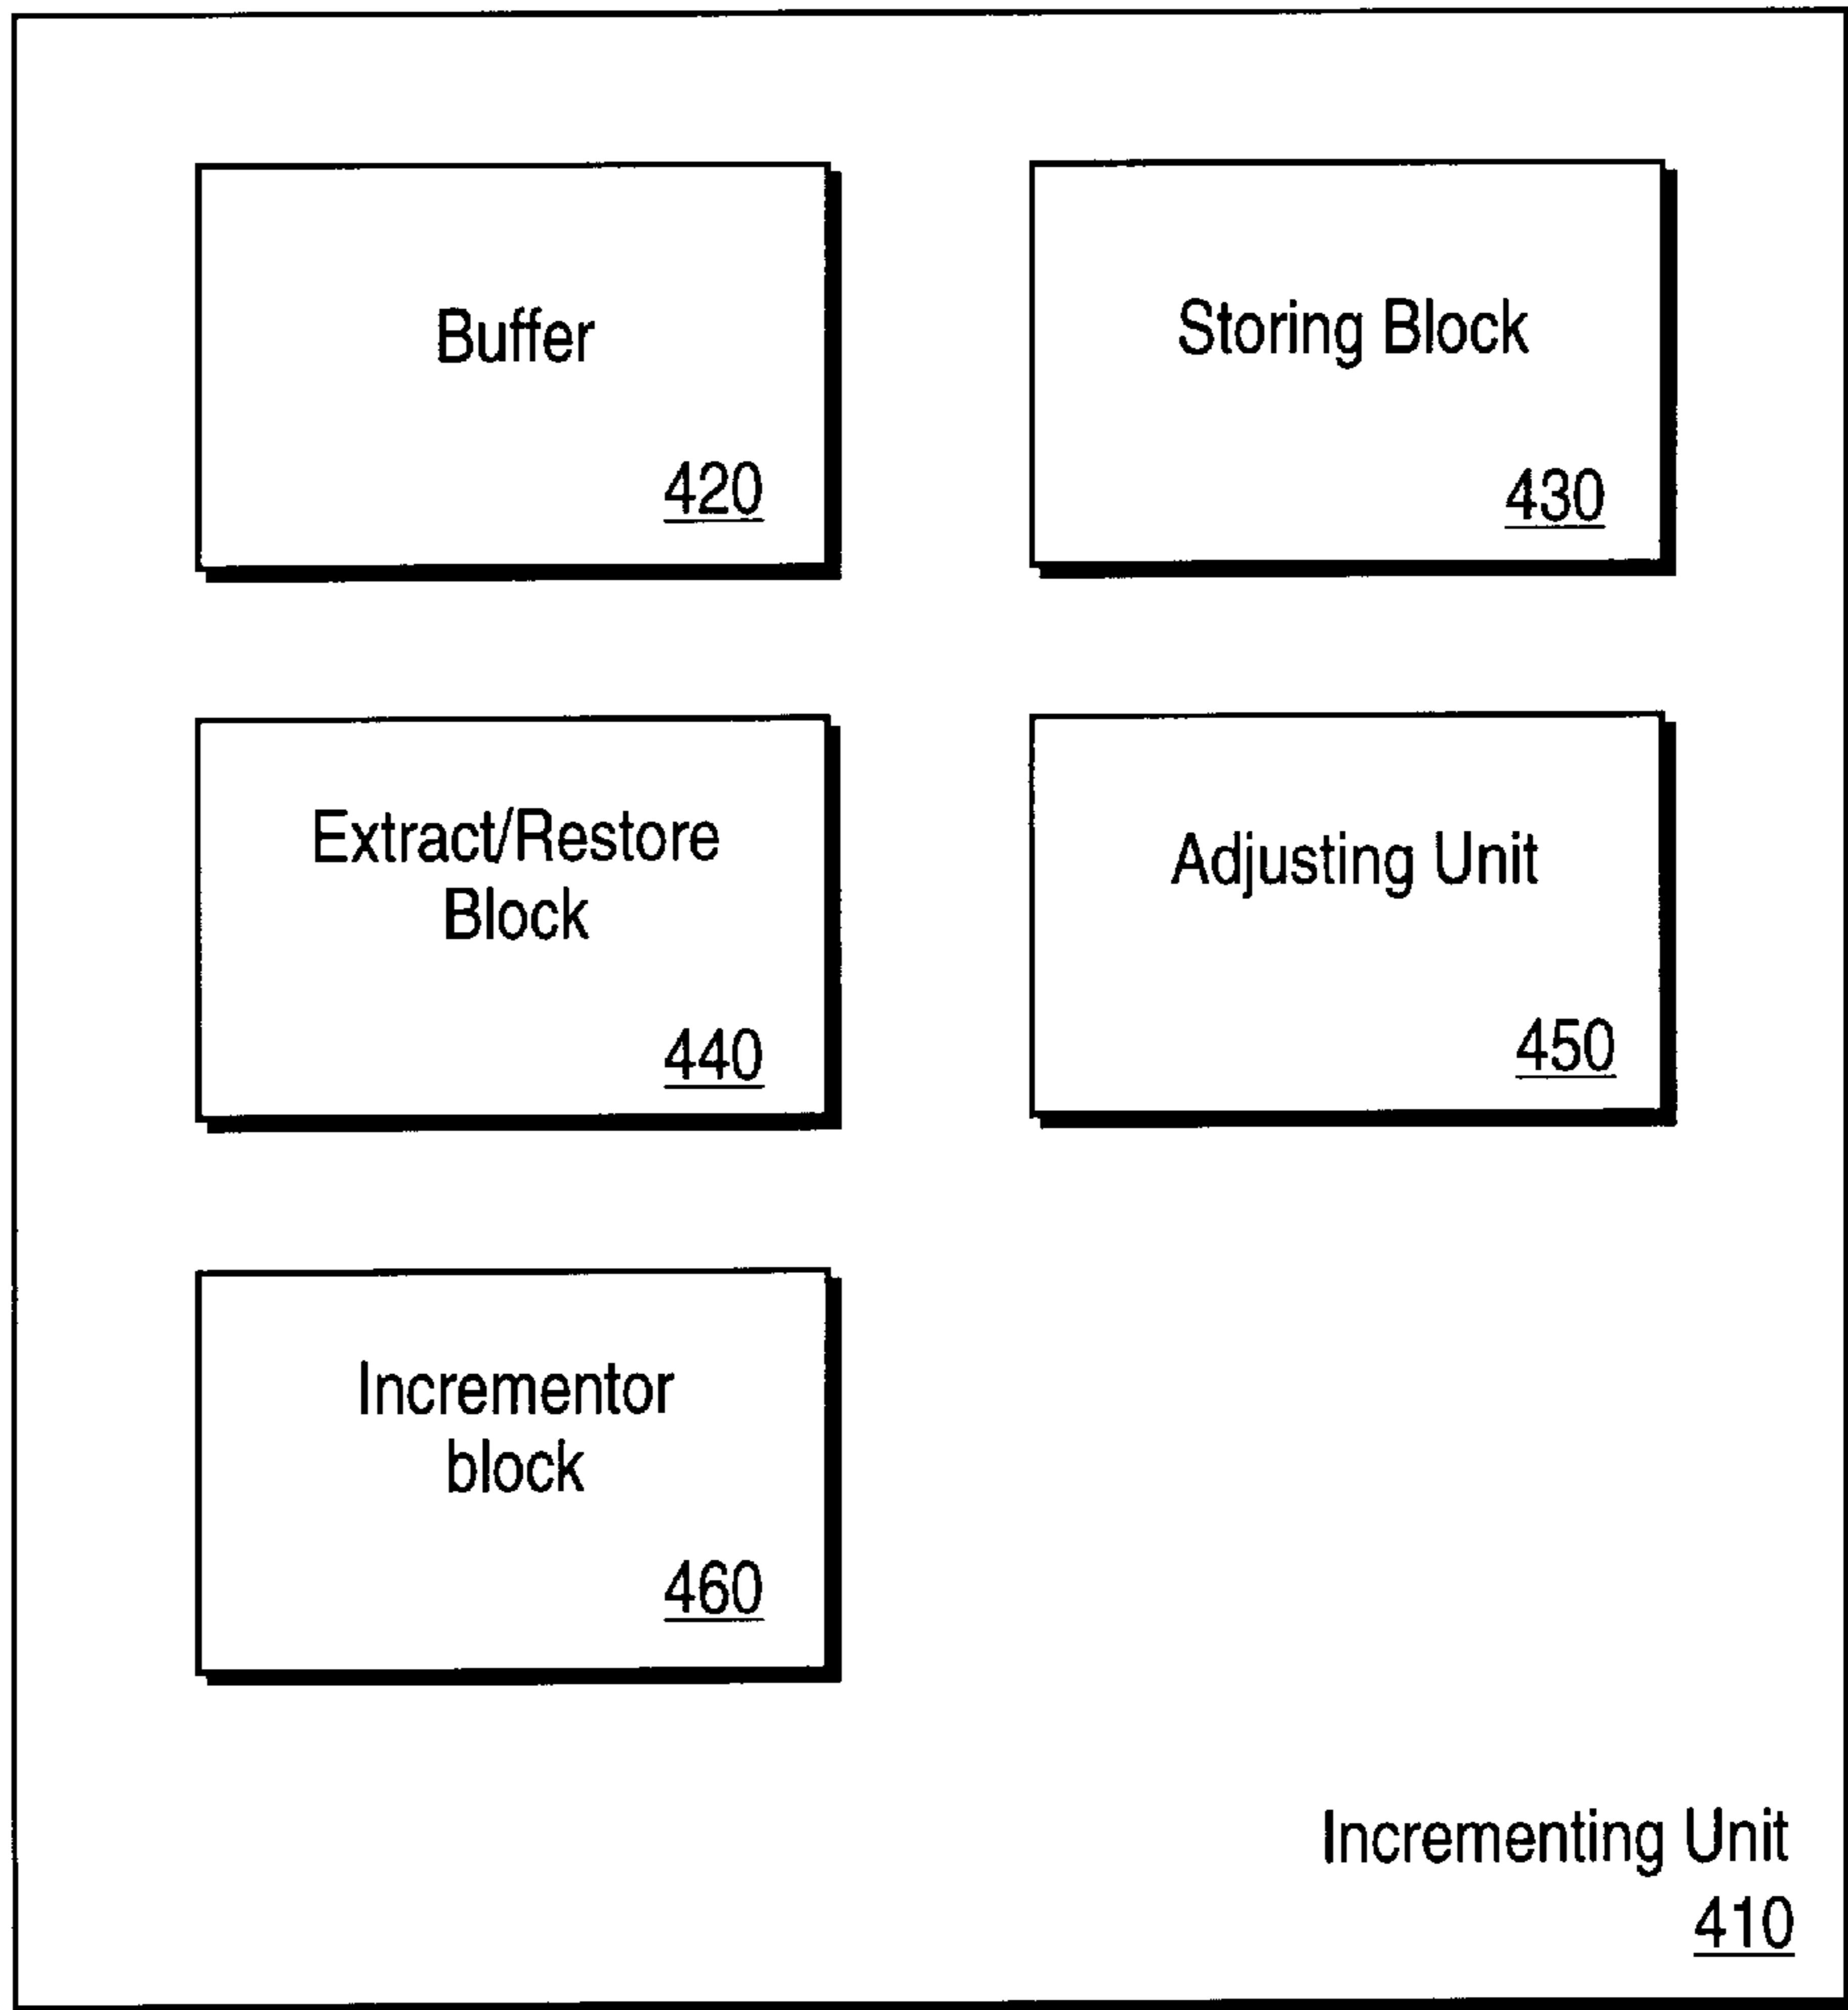 Buffer
420
Storing Block
430
Extract/Restore
Block
440
Adjusting Unit
450
Incrementor
block
460
Incrementing Unit
410